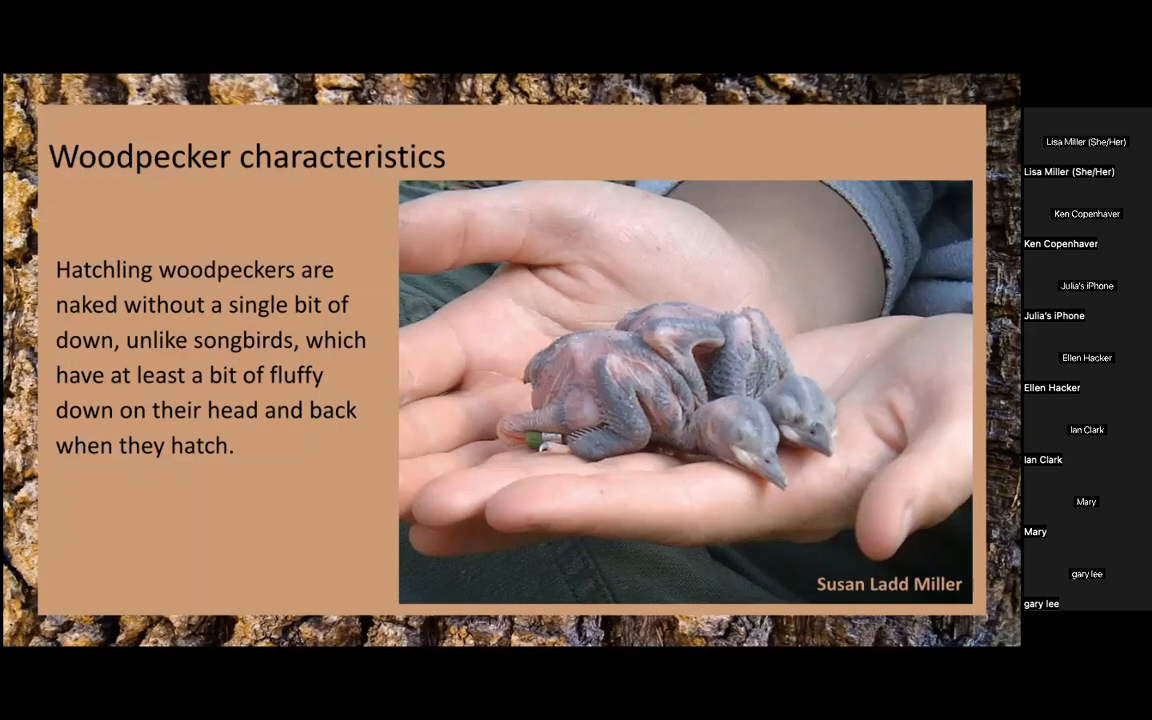 Woodpecker characteristics
Hatchling woodpeckers are
naked without a single bit of
down, unlike songbirds, which
have at least a bit of fluffy
down on their head and back
when they hatch.
Susan Ladd Miller
Lisa Miller (She/Her)
Lisa Miller (She/Her)
Ken Copenhaver
Ken Copenhaver
Julia's iPhone
Julia's iPhone
Ellen Hacker
Ellen Hacker
Ian Clark
Ian Clark
Mary
Mary
gary lee
gary lee